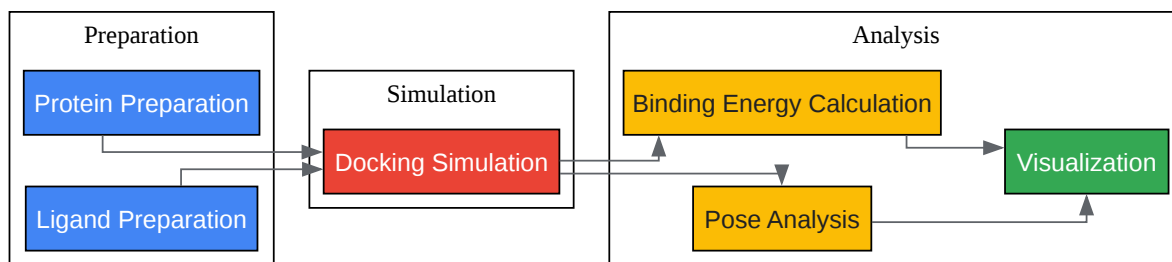 Preparation
Protein Preparation
Ligand Preparation
Simulation
Docking Simulation
Analysis
Binding Energy Calculation
Pose Analysis
Visualization